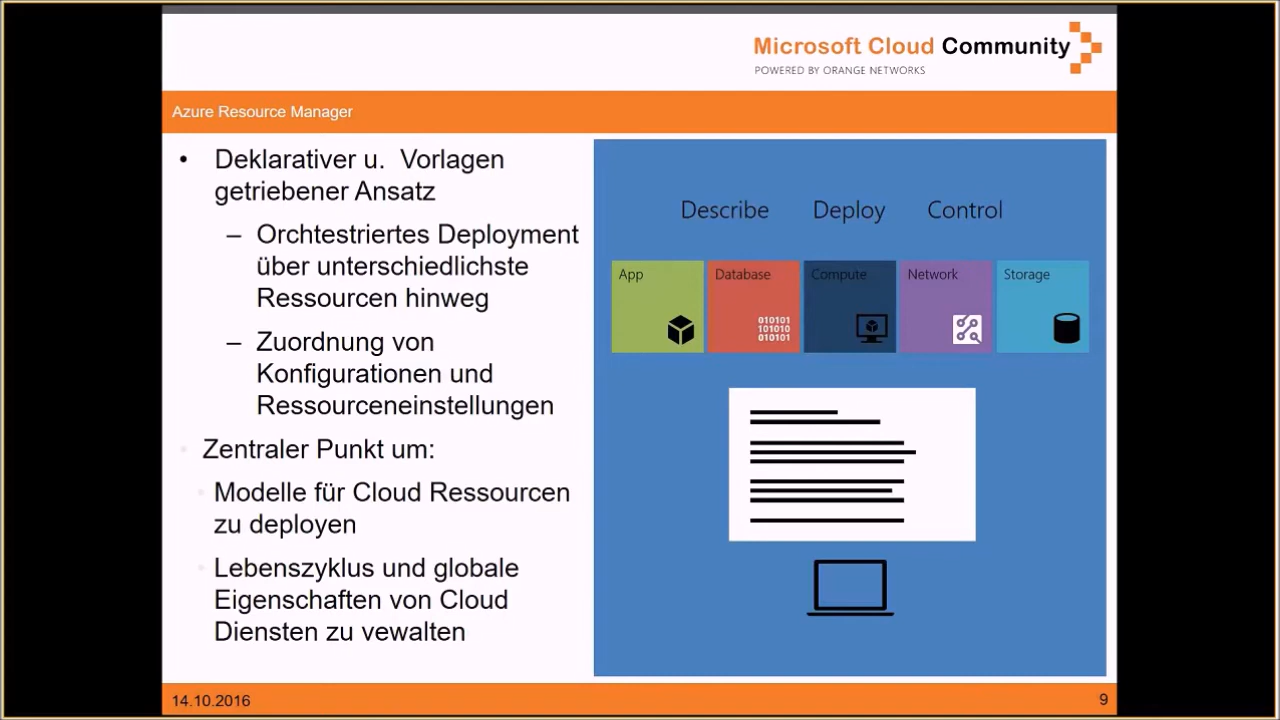 Microsoft Cloud Community
POWERED BY ORANGE NETWORKS
Azure Resource Manager
• Deklarativer u. Vorlagen
getriebener Ansatz
– Orchtestriertes Deployment
über unterschiedlichste
Ressourcen hinweg
– Zuordnung von
Konfigurationen und
Ressourceneinstellungen
• Zentraler Punkt um:
• Modelle für Cloud Ressourcen
zu deployen
• Lebenszyklus und globale
Eigenschaften von Cloud
Diensten zu vewalten
Describe Deploy Control
App Database Compute Network Storage
010101
101010
010101
14.10.2016
9